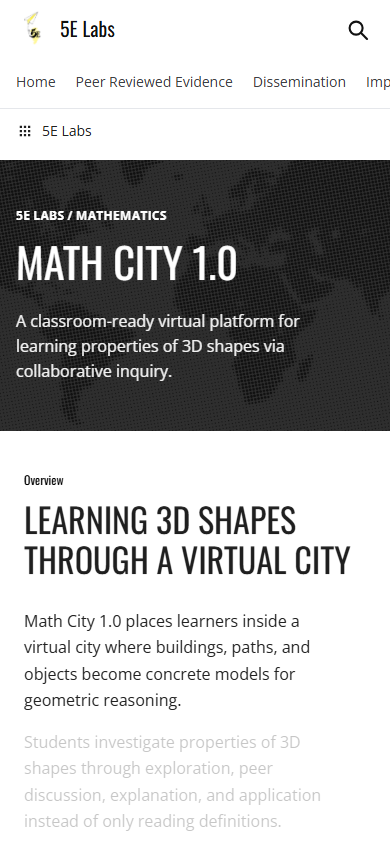 5E Labs
Home Peer Reviewed Evidence Dissemination Imp
5E Labs
5E LABS / MATHEMATICS
MATH CITY 1.0
A classroom-ready virtual platform for
learning properties of 3D shapes via
collaborative inquiry.
Overview
LEARNING 3D SHAPES
THROUGH A VIRTUAL CITY
Math City 1.0 places learners inside a
virtual city where buildings, paths, and
objects become concrete models for
geometric reasoning.
Students investigate properties of 3D
shapes through exploration, peer
discussion, explanation, and application
instead of only reading definitions.